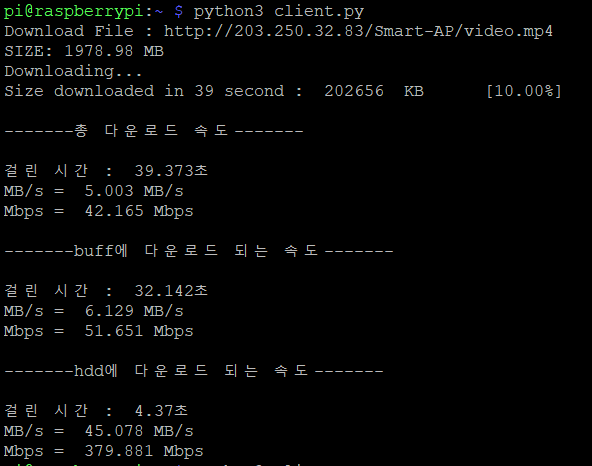 pi@raspberrypi:~ $ python3 client.py
Download File : http://203.250.32.83/Smart-AP/video.mp4
SIZE: 1978.98 MB
Downloading...
Size downloaded in 39 second :  202656  KB      [10.00%]
-------총 다운로드 속도-------
걸린 시간 :  39.373초
MB/s =  5.003 MB/s
Mbps =  42.165 Mbps
-------buff에 다운로드 되는 속도-------
걸린 시간 :  32.142초
MB/s =  6.129 MB/s
Mbps =  51.651 Mbps
-------hdd에 다운로드 되는 속도-------
걸린 시간 :  4.37초
MB/s =  45.078 MB/s
Mbps =  379.881 Mbps